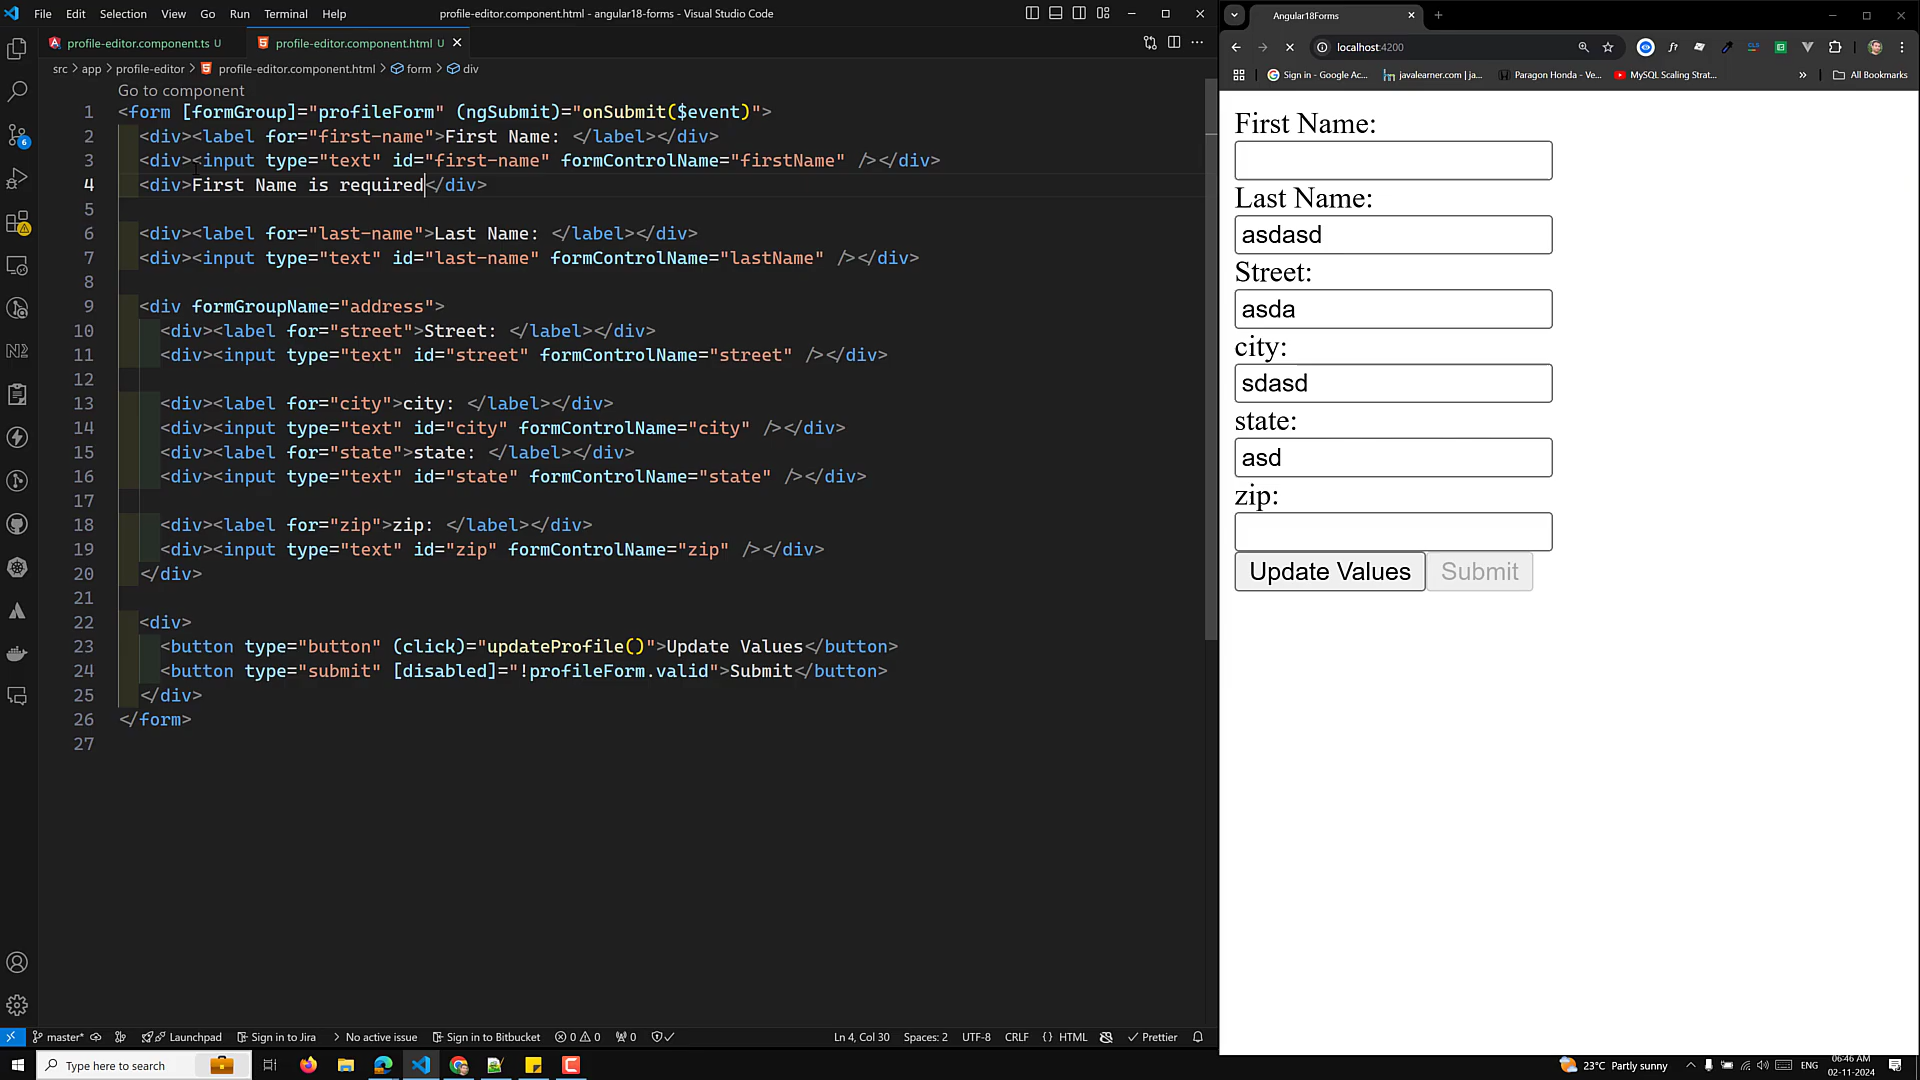 File Edit Selection View Go Run Terminal Help
profile-editor.component.html - angular18-forms - Visual Studio Code
profile-editor.component.ts U
profile-editor.component.html U
src > app > profile-editor > profile-editor.component.html > form > div
Go to component
1 <form [formGroup]="profileForm" (ngSubmit)="onSubmit($event)">
2 <div><label for="first-name">First Name: </label></div>
3 <div><input type="text" id="first-name" formControlName="firstName" /></div>
4 <div>First Name is required</div>
5
6 <div><label for="last-name">Last Name: </label></div>
7 <div><input type="text" id="last-name" formControlName="lastName" /></div>
8
9 <div formGroupName="address">
10 <div><label for="street">Street: </label></div>
11 <div><input type="text" id="street" formControlName="street" /></div>
12
13 <div><label for="city">city: </label></div>
14 <div><input type="text" id="city" formControlName="city" /></div>
15 <div><label for="state">state: </label></div>
16 <div><input type="text" id="state" formControlName="state" /></div>
17
18 <div><label for="zip">zip: </label></div>
19 <div><input type="text" id="zip" formControlName="zip" /></div>
20 </div>
21
22 <div>
23 <button type="button" (click)="updateProfile()">Update Values</button>
24 <button type="submit" [disabled]="!profileForm.valid">Submit</button>
25 </div>
26 </form>
27
6
N2
master* Launchpad Sign in to Jira No active issue Sign in to Bitbucket 0 0 0
Ln 4, Col 30 Spaces: 2 UTF-8 CRLF {} HTML Prettier
Angular18Forms
localhost:4200
Sign in - Google Ac... javalearner.com | ja... Paragon Honda - Ve... MySQL Scaling Strat... » All Bookmarks
First Name:
Last Name:
asdasd
Street:
asda
city:
sdasd
state:
asd
zip:
Update Values Submit
Type here to search
23°C Partly sunny
ENG
06:46 AM
02-11-2024